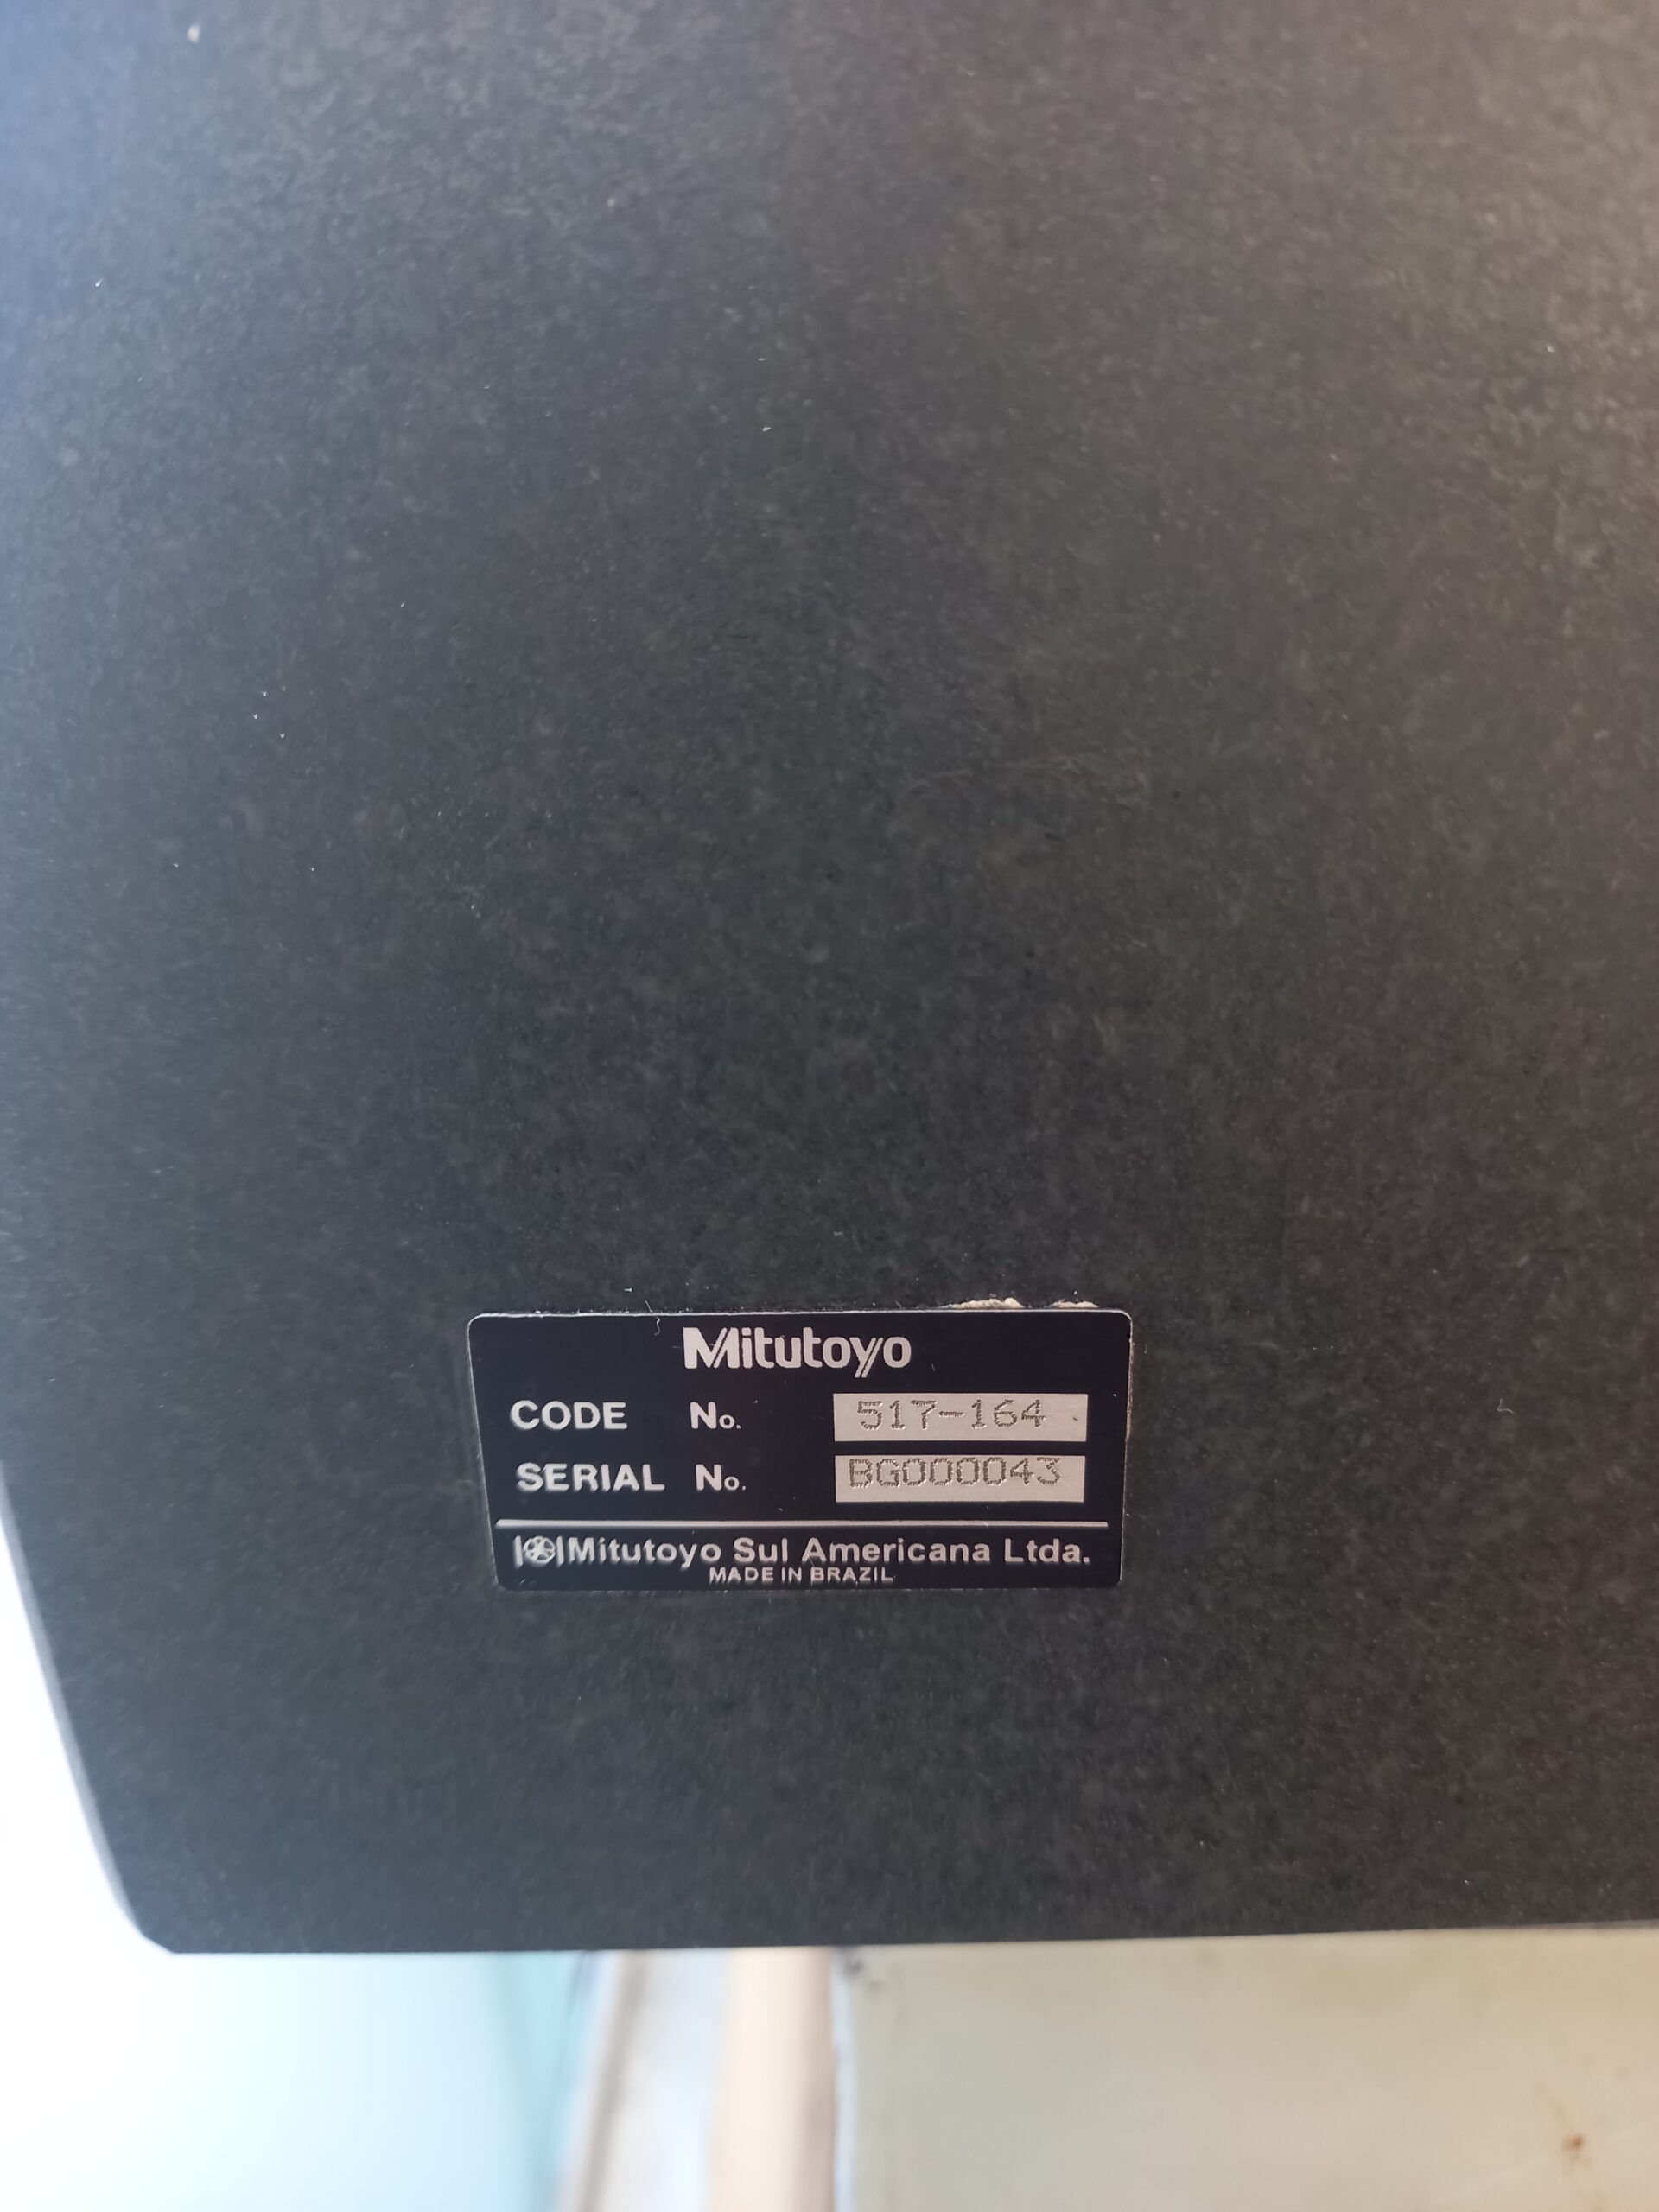 Mitutoyo
CODE No. 517-164
SERIAL No. BG000043
Mitutoyo Sul Americana Ltda.
MADE IN BRAZIL